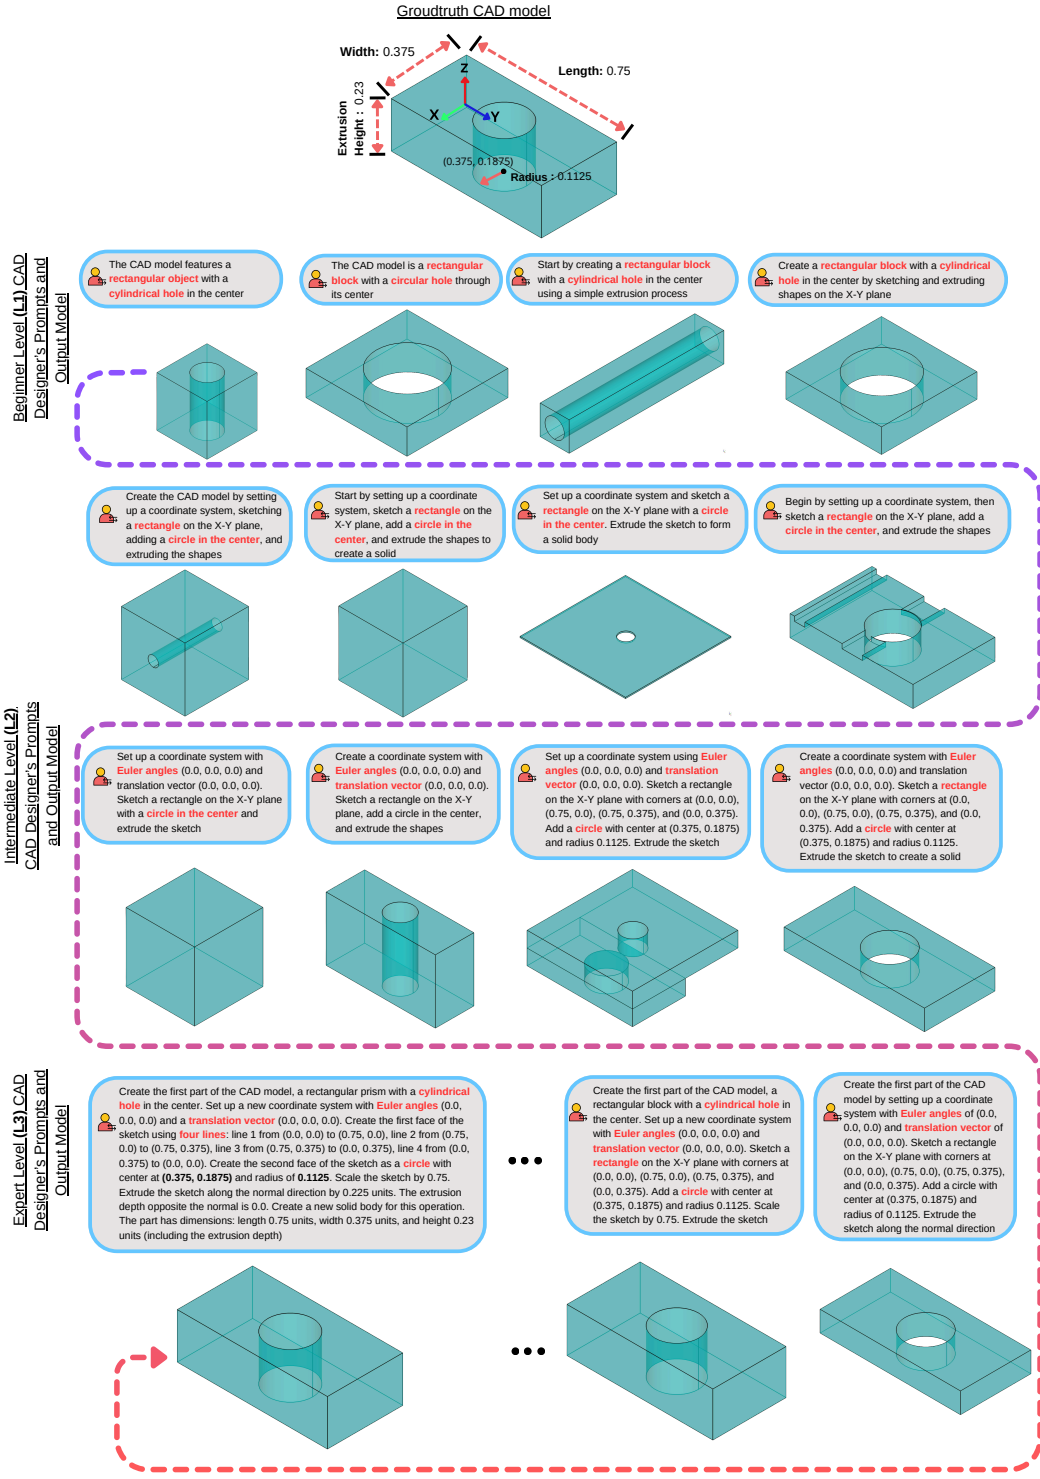 Groudtruth CAD model
Width: 0.375
Length: 0.75
Extrusion
Height : 0.23
Z
X
Y
(0.375, 0.1875)
Radius : 0.1125
Beginner Level (L1) CAD
Designer's Prompts and
Output Model
The CAD model features a
rectangular object with a
cylindrical hole in the center
The CAD model is a rectangular
block with a circular hole through
its center
Start by creating a rectangular block
with a cylindrical hole in the center
using a simple extrusion process
Create a rectangular block with a cylindrical
hole in the center by sketching and extruding
shapes on the X-Y plane
Create the CAD model by setting
up a coordinate system, sketching
a rectangle on the X-Y plane,
adding a circle in the center, and
extruding the shapes
Start by setting up a coordinate
system, sketch a rectangle on the
X-Y plane, add a circle in the
center, and extrude the shapes to
create a solid
Set up a coordinate system and sketch a
rectangle on the X-Y plane with a circle
in the center. Extrude the sketch to form
a solid body
Begin by setting up a coordinate system, then
sketch a rectangle on the X-Y plane, add a
circle in the center, and extrude the shapes
Intermediate Level (L2)
CAD Designer's Prompts
and Output Model
Set up a coordinate system with
Euler angles (0.0, 0.0, 0.0) and
translation vector (0.0, 0.0, 0.0).
Sketch a rectangle on the X-Y plane
with a circle in the center and
extrude the sketch
Create a coordinate system with
Euler angles (0.0, 0.0, 0.0) and
translation vector (0.0, 0.0, 0.0).
Sketch a rectangle on the X-Y
plane, add a circle in the center,
and extrude the shapes
Set up a coordinate system using Euler
angles (0.0, 0.0, 0.0) and translation
vector (0.0, 0.0, 0.0). Sketch a rectangle
on the X-Y plane with corners at (0.0, 0.0),
(0.75, 0.0), (0.75, 0.375), and (0.0, 0.375).
Add a circle with center at (0.375, 0.1875)
and radius 0.1125. Extrude the sketch
Create a coordinate system with Euler
angles (0.0, 0.0, 0.0) and translation
vector (0.0, 0.0, 0.0). Sketch a rectangle
on the X-Y plane with corners at (0.0,
0.0), (0.75, 0.0), (0.75, 0.375), and (0.0,
0.375). Add a circle with center at
(0.375, 0.1875) and radius 0.1125.
Extrude the sketch to create a solid
Expert Level (L3) CAD
Designer's Prompts and
Output Model
Create the first part of the CAD model, a rectangular prism with a cylindrical
hole in the center. Set up a new coordinate system with Euler angles (0.0,
0.0, 0.0) and a translation vector (0.0, 0.0, 0.0). Create the first face of the
sketch using four lines: line 1 from (0.0, 0.0) to (0.75, 0.0), line 2 from (0.75,
0.0) to (0.75, 0.375), line 3 from (0.75, 0.375) to (0.0, 0.375), line 4 from (0.0,
0.375) to (0.0, 0.0). Create the second face of the sketch as a circle with
center at (0.375, 0.1875) and radius of 0.1125. Scale the sketch by 0.75.
Extrude the sketch along the normal direction by 0.225 units. The extrusion
depth opposite the normal is 0.0. Create a new solid body for this operation.
The part has dimensions: length 0.75 units, width 0.375 units, and height 0.23
units (including the extrusion depth)
Create the first part of the CAD model, a
rectangular block with a cylindrical hole in
the center. Set up a new coordinate system
with Euler angles (0.0, 0.0, 0.0) and
translation vector (0.0, 0.0, 0.0). Sketch a
rectangle on the X-Y plane with corners at
(0.0, 0.0), (0.75, 0.0), (0.75, 0.375), and
(0.0, 0.375). Add a circle with center at
(0.375, 0.1875) and radius 0.1125. Scale
the sketch by 0.75. Extrude the sketch
Create the first part of the CAD
model by setting up a coordinate
system with Euler angles of (0.0,
0.0, 0.0) and translation vector of
(0.0, 0.0, 0.0). Sketch a rectangle
on the X-Y plane with corners at
(0.0, 0.0), (0.75, 0.0), (0.75, 0.375),
and (0.0, 0.375). Add a circle with
center at (0.375, 0.1875) and
radius of 0.1125. Extrude the
sketch along the normal direction